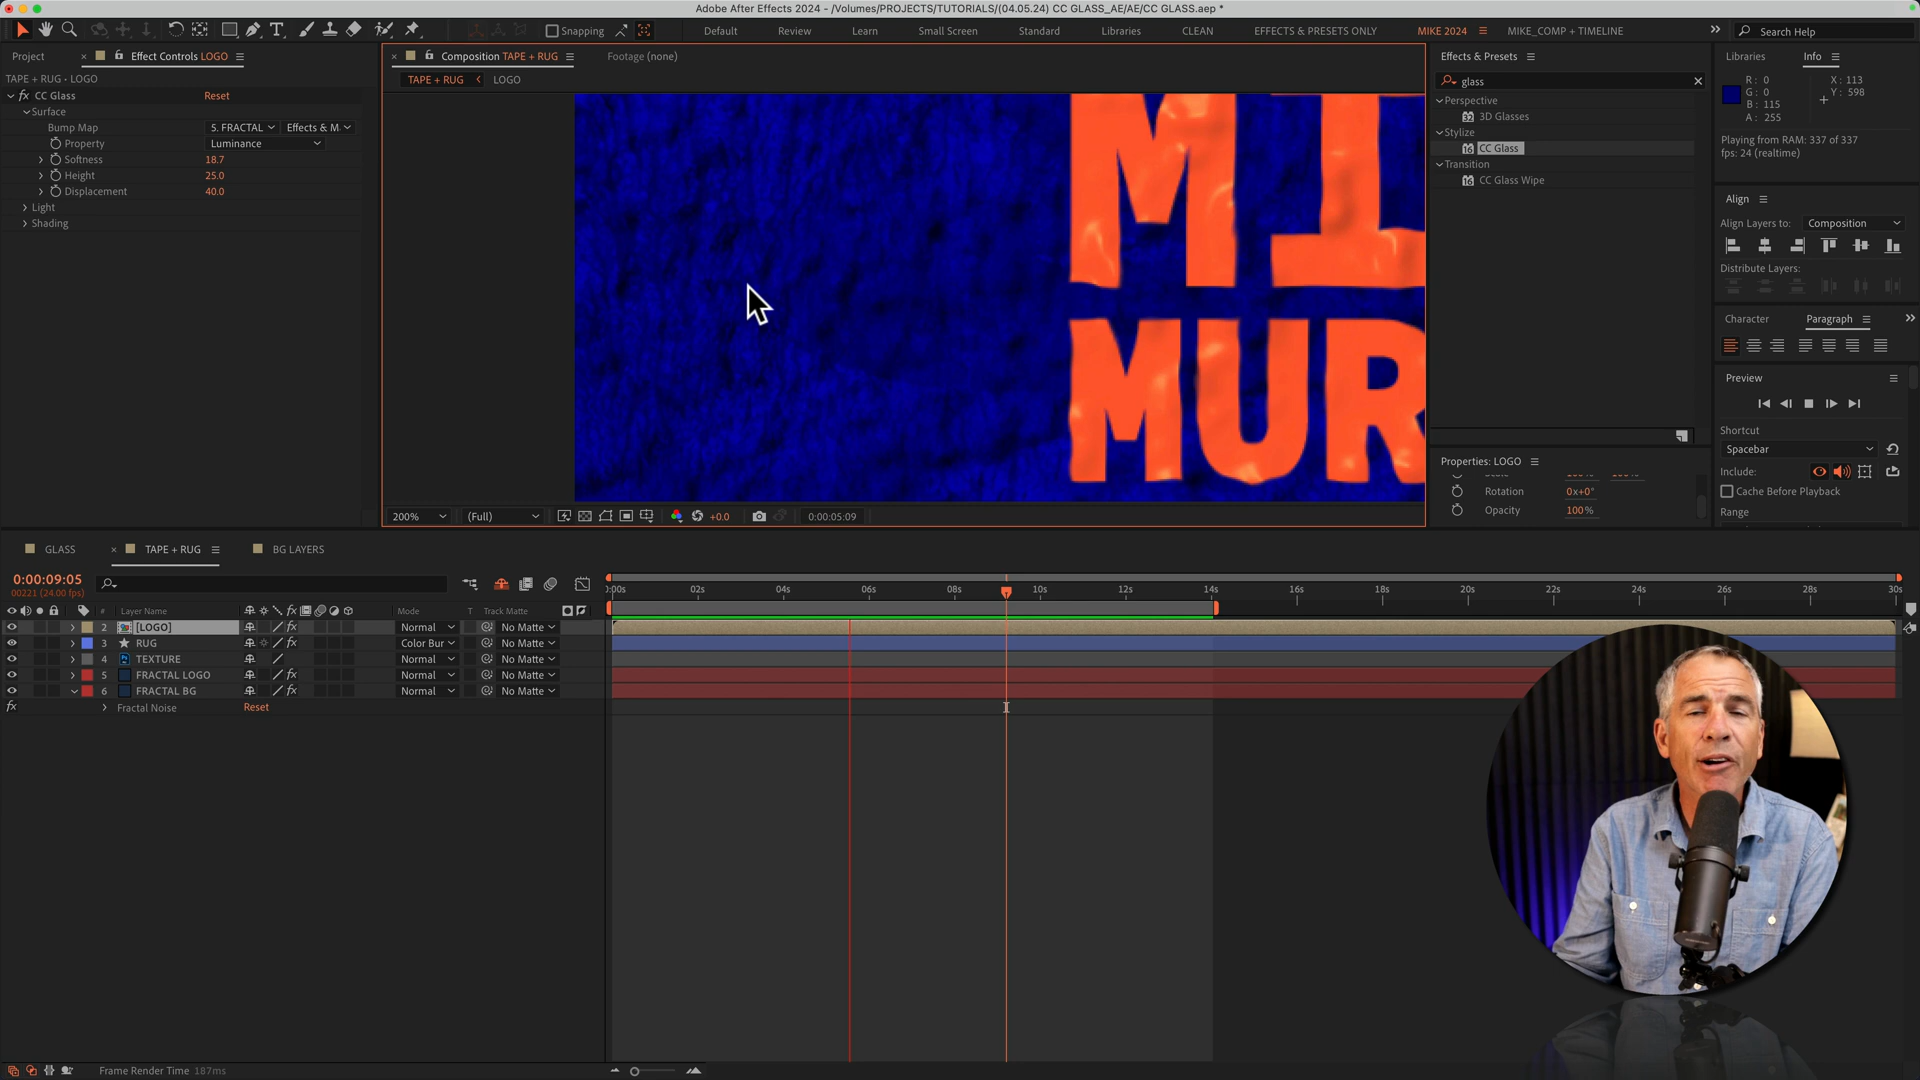 Adobe After Effects 2024 - /Volumes/PROJECTS/TUTORIALS/(04.05.24) CC GLASS_AE/AE/CC GLASS.aep *
Snapping
Default
Review
Learn
Small Screen
Standard
Libraries
CLEAN
EFFECTS & PRESETS ONLY
MIKE 2024
MIKE_COMP + TIMELINE
Search Help
Project
Effect Controls LOGO
TAPE + RUG • LOGO
fx CC Glass Reset
Surface
Bump Map 5. FRACTAL Effects & M
Property Luminance
Softness 18.7
Height 25.0
Displacement 40.0
Light
Shading
Composition TAPE + RUG
Footage (none)
TAPE + RUG LOGO
MI
MUR
200% (Full) +0.0 0:00:05:09
Effects & Presets
glass
Perspective
3D Glasses
Stylize
CC Glass
Transition
CC Glass Wipe
Properties: LOGO
Rotation 0x+0°
Opacity 100 %
Libraries Info
R : 0 X : 113
G : 0 Y : 598
B : 115
A : 255
Playing from RAM: 337 of 337
fps: 24 (realtime)
Align
Align Layers to: Composition
Distribute Layers:
Character Paragraph
Preview
Shortcut
Spacebar
Include:
Cache Before Playback
Range
GLASS TAPE + RUG BG LAYERS
0:00:09:05
00221 (24.00 fps)
:00s 02s 04s 06s 08s 10s 12s 14s 16s 18s 20s 22s 24s 26s 28s 30s
# Layer Name Mode T Track Matte
2 [LOGO] Normal No Matte
3 RUG Color Bur No Matte
4 TEXTURE Normal No Matte
5 FRACTAL LOGO Normal No Matte
6 FRACTAL BG Normal No Matte
fx Fractal Noise Reset
Frame Render Time 187ms